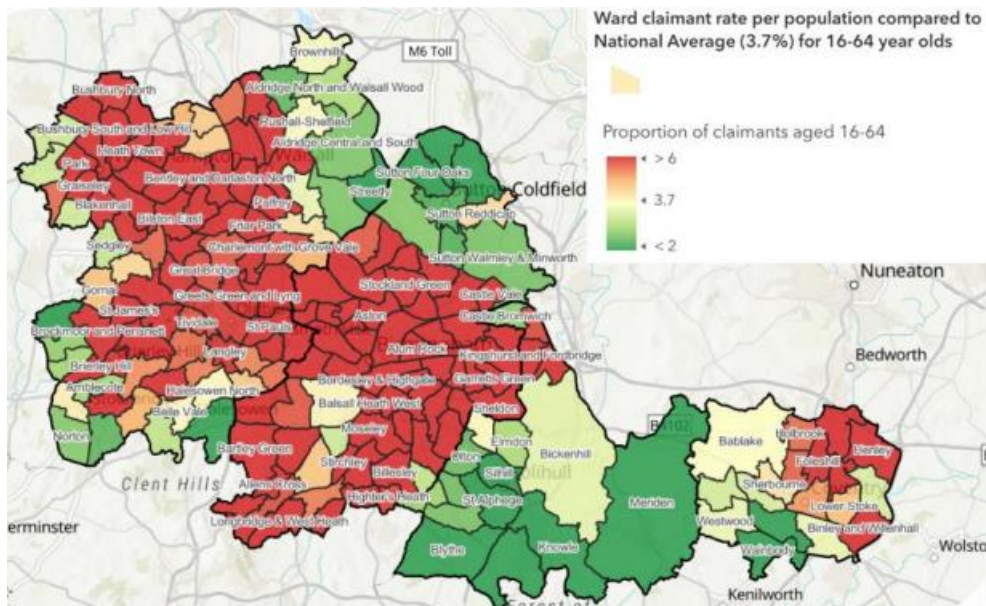 Ward claimant rate per population compared to
National Average (3.7%) for 16-64 year olds
Proportion of claimants aged 16-64
> 6
3.7
< 2
M6 Toll
Brownhills
Bushbury North
Aldridge North and Walsall Wood
Rushall-Shelfield
Bushbury South and Low Hill
Aldridge Central and South
Heath Town
Park
Sutton Four Oaks
Graiseley
Bentley and Darlaston North
Streetly
Sutton Coldfield
Blakenhall
Palfrey
Sutton Reddicap
Bilston East
Friar Park
Sedgley
Charlemont with Grove Vale
Sutton Walmley & Minworth
Great Bridge
Stockland Green
Gornal
Greets Green and Lyng
Castle Vale
St James's
Aston
Castle Bromwich
Brockmoor and Pensnett
Tividale
St Pauls
Alum Rock
Langley
Kingshurst and Fordbridge
Brierley Hill
Bordesley & Highgate
Garretts Green
Amblecote
Halesowen North
Balsall Heath West
Sheldon
Belle Vale
Moseley
Elmdon
Norton
Bartley Green
Olton
Bickenhill
Stirchley
Silhill
Billesley
Allens Cross
Highter's Heath
St Alphege
Longbridge & West Heath
Blythe
Knowle
Meriden
Clent Hills
erminster
Nuneaton
Bedworth
Bablake
Holbrook
Henley
Foleshill
Sherbourne
Lower Stoke
Westwood
Binley and Willenhall
Wainbody
Wolsto
Kenilworth
Forest of